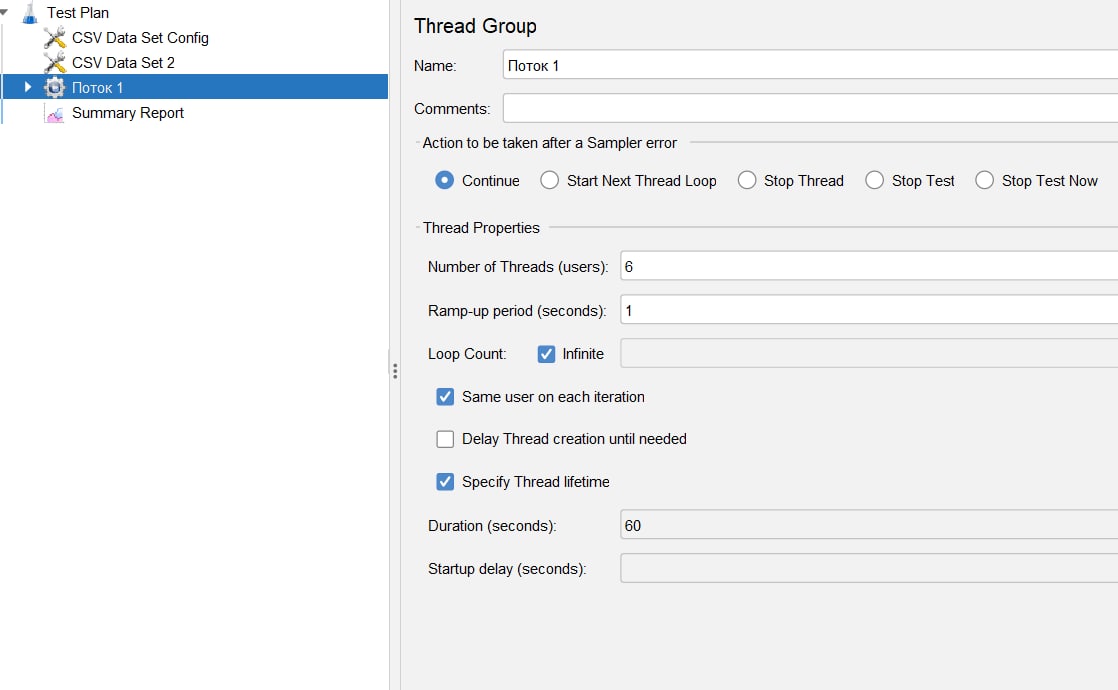 Test Plan
CSV Data Set Config
CSV Data Set 2
Поток 1
Summary Report
Thread Group
Name: Поток 1
Comments:
Action to be taken after a Sampler error
Continue Start Next Thread Loop Stop Thread Stop Test Stop Test Now
Thread Properties
Number of Threads (users): 6
Ramp-up period (seconds): 1
Loop Count: Infinite
Same user on each iteration
Delay Thread creation until needed
Specify Thread lifetime
Duration (seconds): 60
Startup delay (seconds):